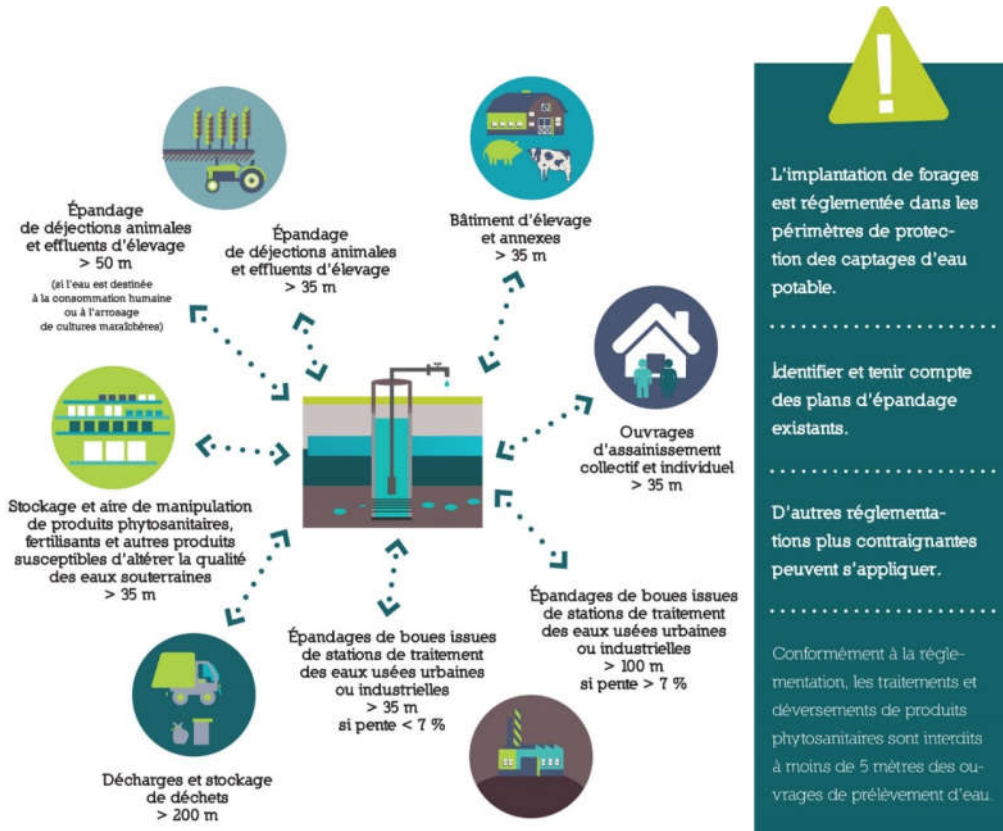 Épandage
de déjections animales
et effluents d'élevage
> 50 m
(si l'eau est destinée
à la consommation humaine
ou à l'arrosage
de cultures maraîchères)
Épandage
de déjections animales
et effluents d'élevage
> 35 m
Bâtiment d'élevage
et annexes
> 35 m
Ouvrages
d'assainissement
collectif et individuel
> 35 m
Stockage et aire de manipulation
de produits phytosanitaires,
fertilisants et autres produits
susceptibles d'altérer la qualité
des eaux souterraines
> 35 m
Épandages de boues issues
de stations de traitement
des eaux usées urbaines
ou industrielles
> 100 m
si pente > 7 %
Épandages de boues issues
de stations de traitement
des eaux usées urbaines
ou industrielles
> 35 m
si pente < 7 %
Décharges et stockage
de déchets
> 200 m
!
L'implantation de forages
est réglementée dans les
périmètres de protec-
tion des captages d'eau
potable.
Identifier et tenir compte
des plans d'épandage
existants.
D'autres réglementa-
tions plus contraignantes
peuvent s'appliquer.
Conformément à la régle-
mentation, les traitements et
déversements de produits
phytosanitaires sont interdits
à moins de 5 mètres des ou-
vrages de prélèvement d'eau.